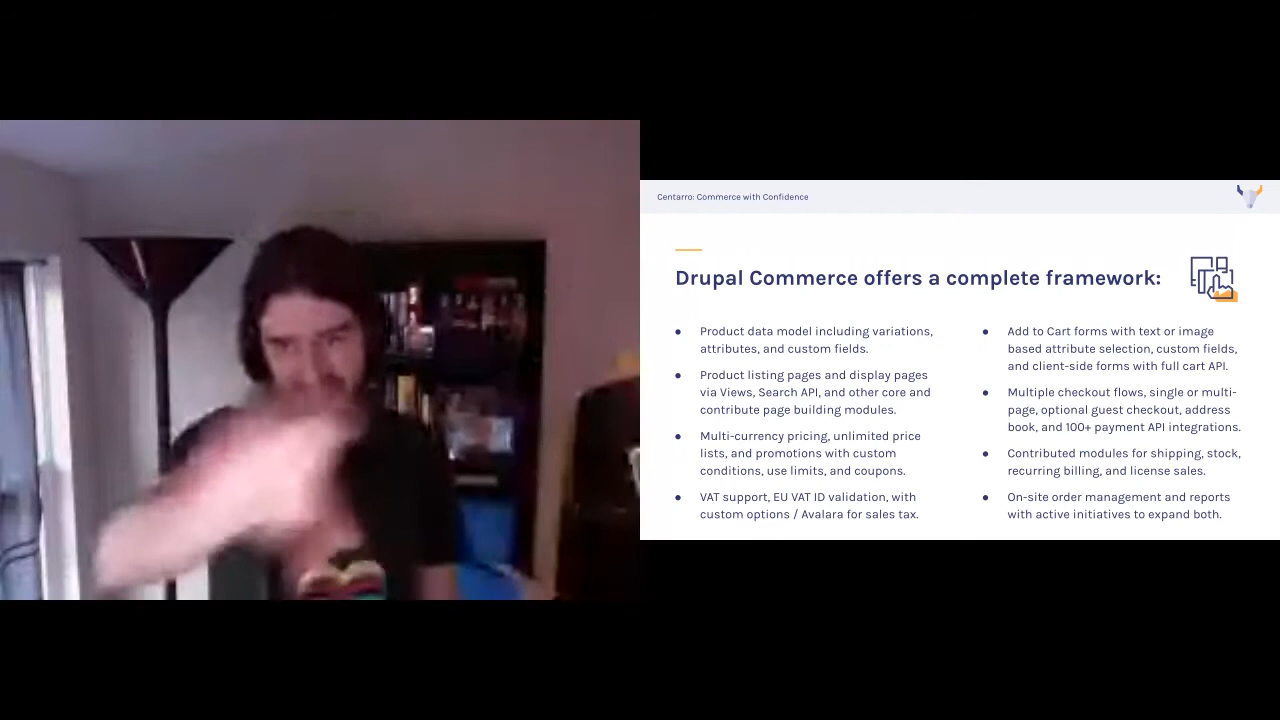 Centarro: Commerce with Confidence
Drupal Commerce offers a complete framework:
● Product data model including variations,
attributes, and custom fields.
● Product listing pages and display pages
via Views, Search API, and other core and
contribute page building modules.
● Multi-currency pricing, unlimited price
lists, and promotions with custom
conditions, use limits, and coupons.
● VAT support, EU VAT ID validation, with
custom options / Avalara for sales tax.
● Add to Cart forms with text or image
based attribute selection, custom fields,
and client-side forms with full cart API.
● Multiple checkout flows, single or multi-
page, optional guest checkout, address
book, and 100+ payment API integrations.
● Contributed modules for shipping, stock,
recurring billing, and license sales.
● On-site order management and reports
with active initiatives to expand both.